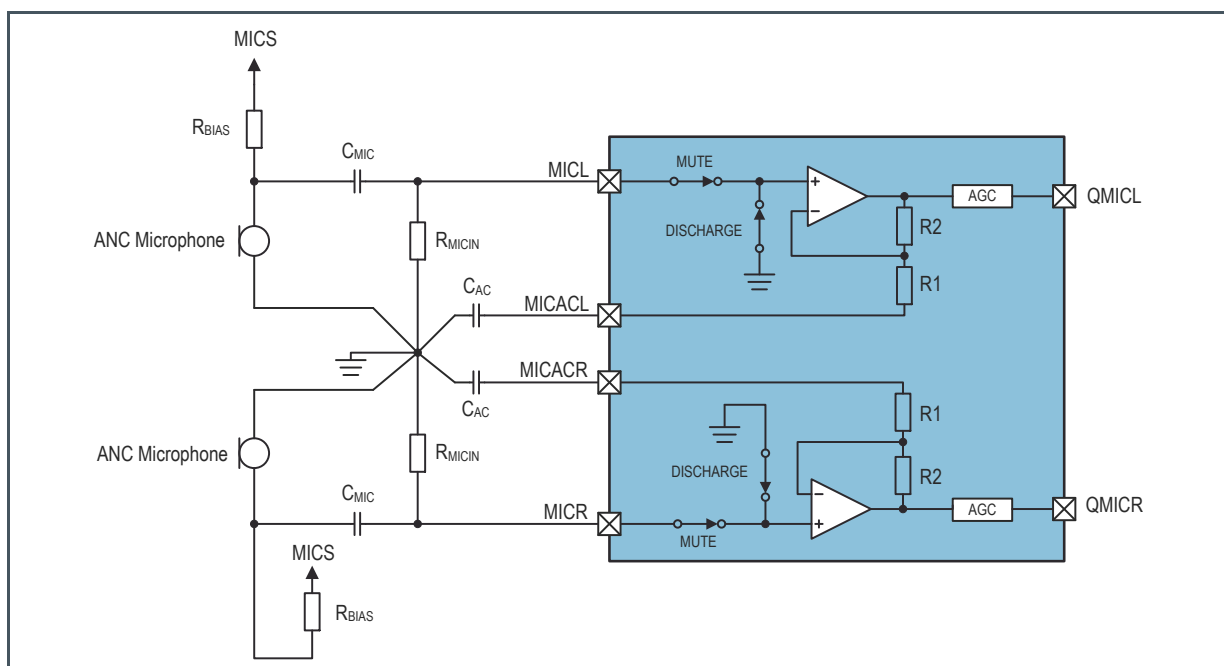 MICS
RBIAS
CMIC
MICL
MUTE
AGC
QMICL
R2
DISCHARGE
ANC Microphone
RMICIN
R1
CAC
MICACL
MICACR
CAC
R1
ANC Microphone
RMICIN
DISCHARGE
R2
CMIC
MICR
AGC
QMICR
MUTE
MICS
RBIAS